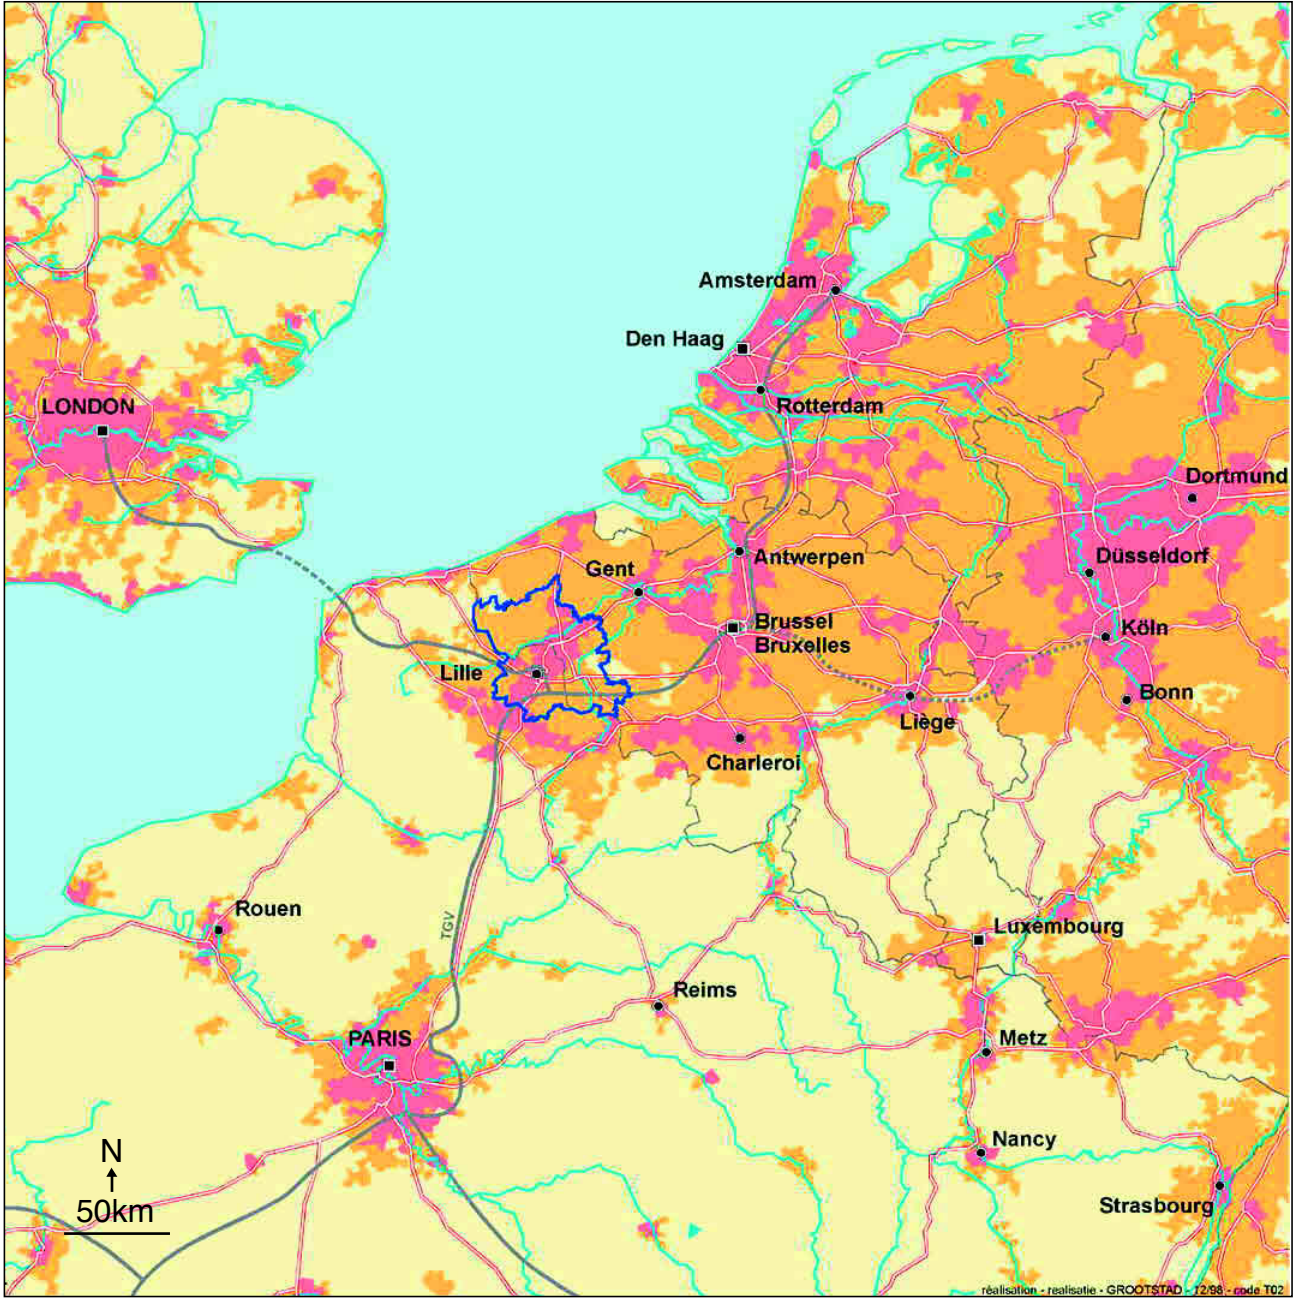 Amsterdam
Den Haag
LONDON
Rotterdam
Dortmund
Antwerpen
Düsseldorf
Gent
Brussel
Bruxelles
Köln
Lille
Bonn
Liège
Charleroi
Rouen
TGV
Luxembourg
Reims
PARIS
Metz
N
Nancy
50km
Strasbourg
réalisation - realisatie - GROOTSTAD - 12/98 - code T02